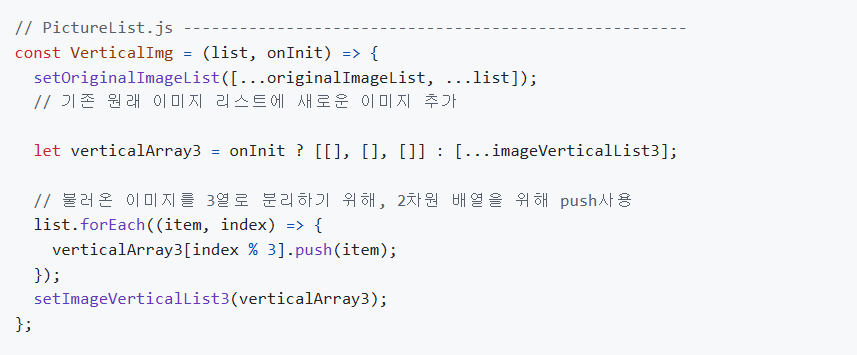 // PictureList.js -------------------------------------------------------
const VerticalImg = (list, onInit) => {
  setOriginalImageList([...originalImageList, ...list]);
  // 기존 원래 이미지 리스트에 새로운 이미지 추가
  let verticalArray3 = onInit ? [[], [], []] : [...imageVerticalList3];
  // 불러온 이미지를 3열로 분리하기 위해, 2차원 배열을 위해 push사용
  list.forEach((item, index) => {
    verticalArray3[index % 3].push(item);
  });
  setImageVerticalList3(verticalArray3);
};